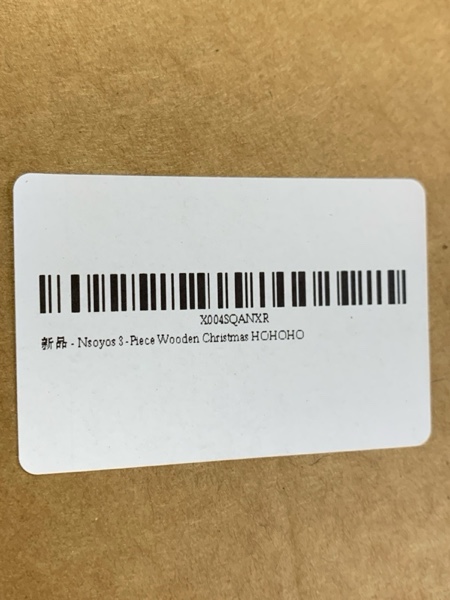 X004SQANXR
新品 - Nsoyos 3-Piece Wooden Christmas HOHOHO